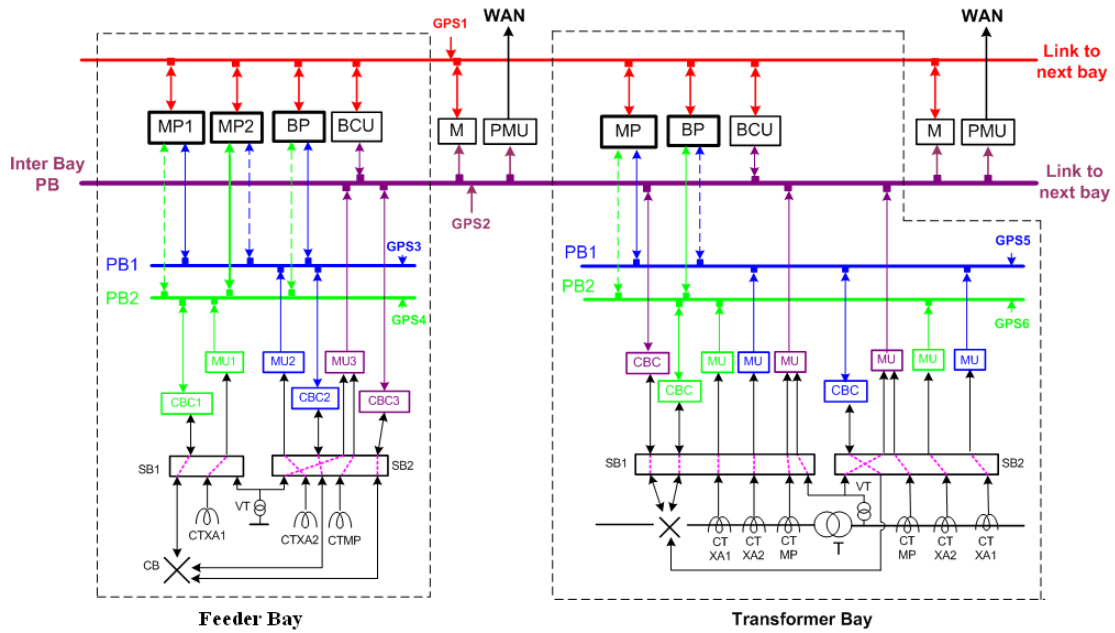 WAN
WAN
GPS1
Link to
next bay
MP1
MP2
BP
BCU
M
PMU
MP
BP
BCU
M
PMU
Inter Bay
PB
Link to
next bay
GPS2
GPS3
GPS5
PB1
PB1
PB2
PB2
GPS4
GPS6
MU1
MU2
MU3
CBC
MU
MU
MU
MU
MU
MU
CBC1
CBC2
CBC3
CBC
CBC
SB1
SB2
SB1
SB2
VT
VT
CTXA1
CTXA2
CTMP
CT
XA1
CT
XA2
CT
MP
T
CT
MP
CT
XA2
CT
XA1
CB
Feeder Bay
Transformer Bay